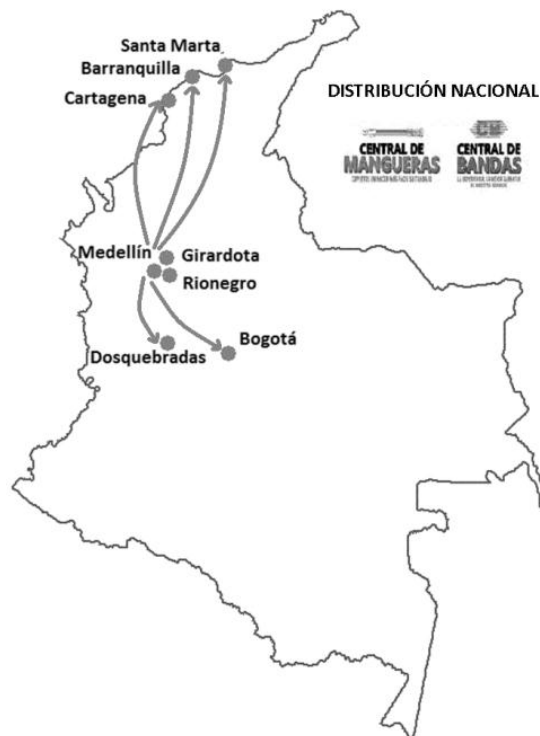 Santa Marta
Barranquilla
Cartagena
DISTRIBUCIÓN NACIONAL
CENTRAL DE
MANGUERAS
CENTRAL DE
BANDAS
Medellín
Girardota
Rionegro
Dosquebradas
Bogotá